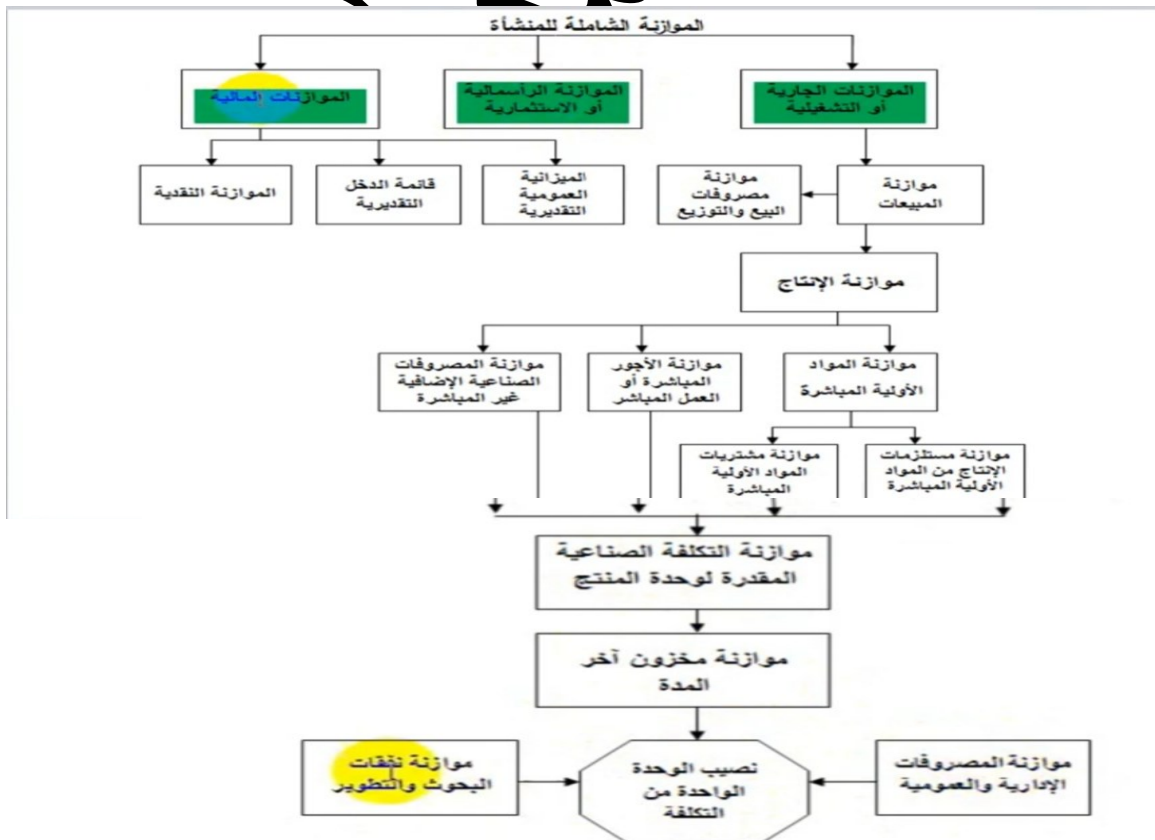 الموازنة الشاملة للمنشأة
الموازنات الجارية
أو التشغيلية
الموازنة الرأسمالية
أو الاستثمارية
الموازنات المالية
موازنة
المبيعات
موازنة
مصروفات
البيع والتوزيع
الميزانية
العمومية
التقديرية
قائمة الدخل
التقديرية
الموازنة النقدية
موازنة الإنتاج
موازنة المواد
الأولية المباشرة
موازنة الأجور
المباشرة أو
العمل المباشر
موازنة المصروفات
الصناعية الإضافية
غير المباشرة
موازنة مستلزمات
الإنتاج من المواد
الأولية المباشرة
موازنة مشتريات
المواد الأولية
المباشرة
موازنة التكلفة الصناعية
المقدرة لوحدة المنتج
موازنة مخزون آخر
المدة
موازنة المصروفات
الإدارية والعمومية
نصيب الوحدة
الواحدة من
التكلفة
موازنة نفقات
البحوث والتطوير